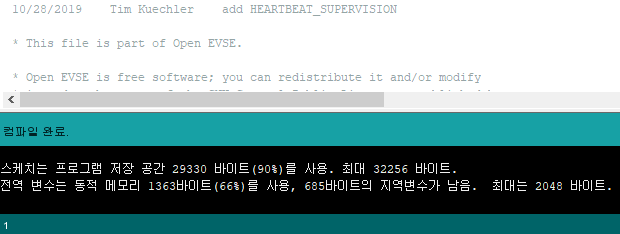 10/28/2019    Tim Kuechler    add HEARTBEAT_SUPERVISION
* This file is part of Open EVSE.
* Open EVSE is free software; you can redistribute it and/or modify
컴파일 완료.
스케치는 프로그램 저장 공간 29330 바이트(90%)를 사용. 최대 32256 바이트.
전역 변수는 동적 메모리 1363바이트(66%)를 사용, 685바이트의 지역변수가 남음.  최대는 2048 바이트.
1